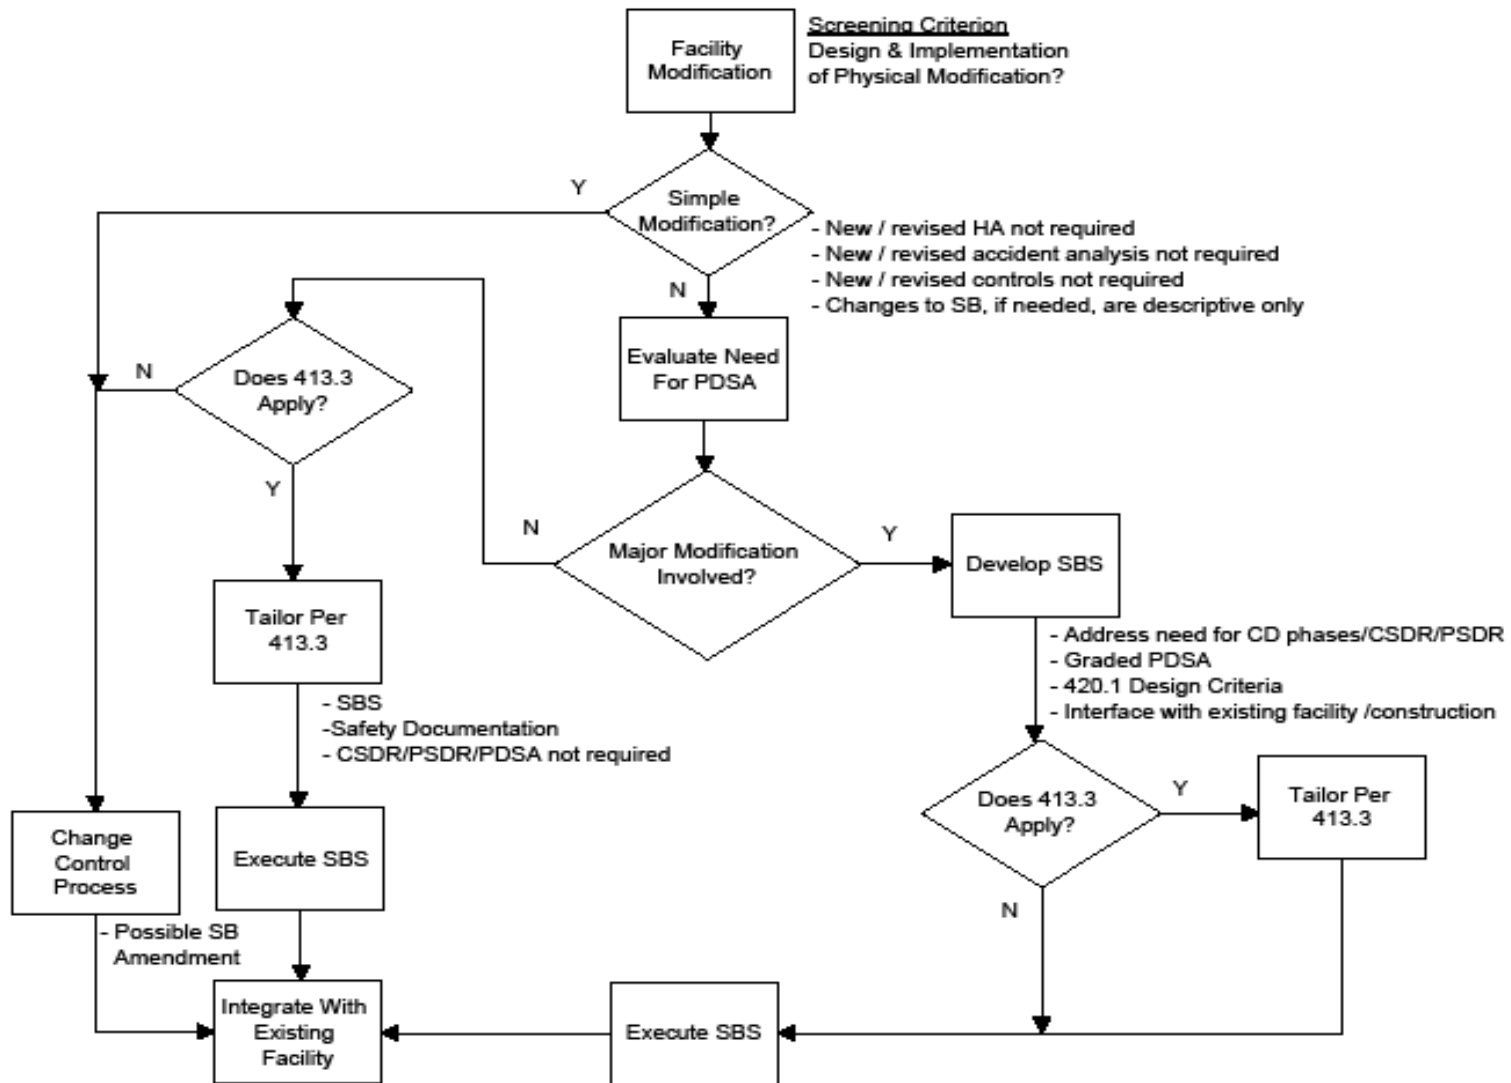 Facility
Modification
Screening Criterion
Design & Implementation
of Physical Modification?
Y
Simple
Modification?
- New / revised HA not required
- New / revised accident analysis not required
- New / revised controls not required
- Changes to SB, if needed, are descriptive only
N
Evaluate Need
For PDSA
N
Does 413.3
Apply?
Y
N
Major Modification
Involved?
Y
Develop SBS
Tailor Per
413.3
- SBS
-Safety Documentation
- CSDR/PSDR/PDSA not required
- Address need for CD phases/CSDR/PSDR
- Graded PDSA
- 420.1 Design Criteria
- Interface with existing facility /construction
Does 413.3
Apply?
Y
Tailor Per
413.3
N
Change
Control
Process
Execute SBS
- Possible SB
Amendment
Integrate With
Existing
Facility
Execute SBS